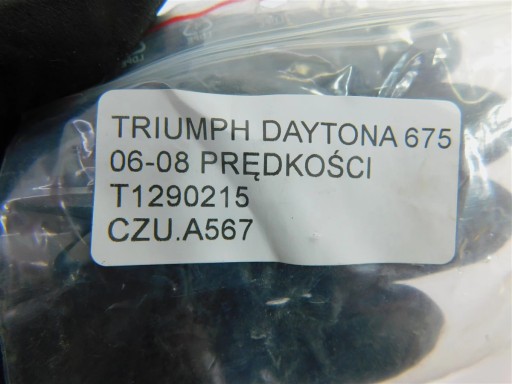 TRIUMPH DAYTONA 675
06-08 PRĘDKOŚCI
T1290215
CZU.A567